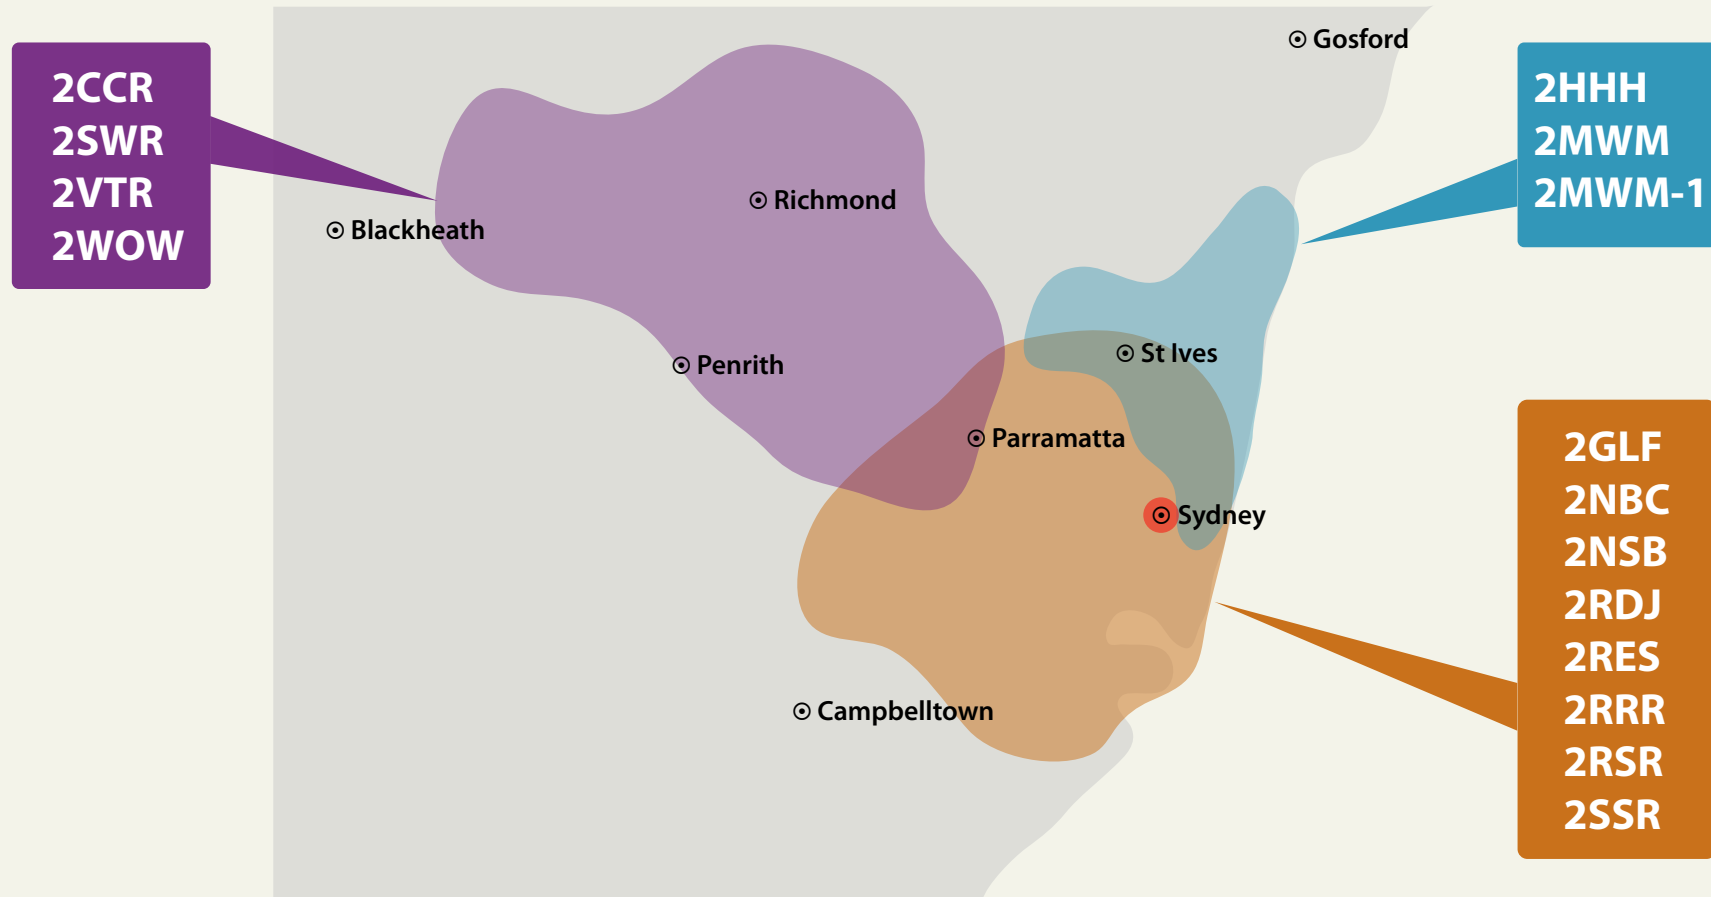 2CCR
2SWR
2VTR
2WOW
Gosford
Richmond
Blackheath
Penrith
St Ives
Parramatta
Sydney
Campbelltown
2HHH
2MWM
2MWM-1
2GLF
2NBC
2NSB
2RDJ
2RES
2RRR
2RSR
2SSR